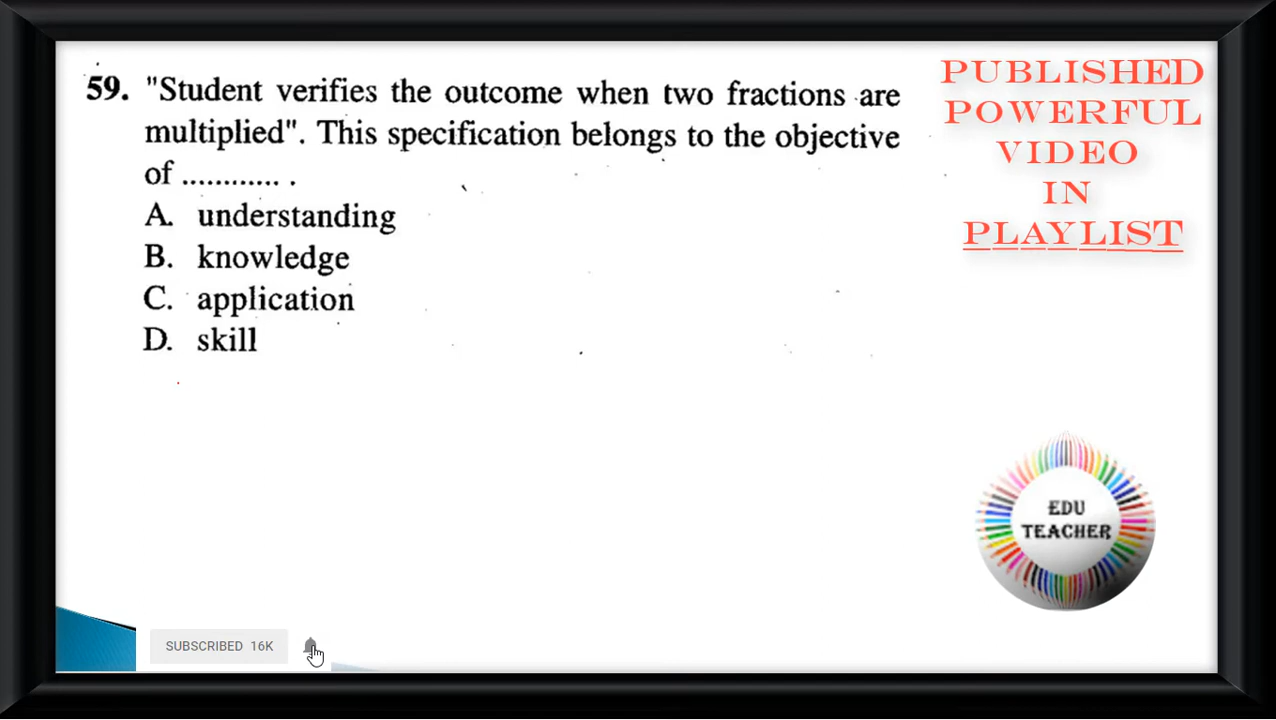 59. "Student verifies the outcome when two fractions are
multiplied". This specification belongs to the objective
of ............ .
A. understanding
B. knowledge
C. application
D. skill
PUBLISHED
POWERFUL
VIDEO
IN
PLAYLIST
EDU
TEACHER
SUBSCRIBED 16K